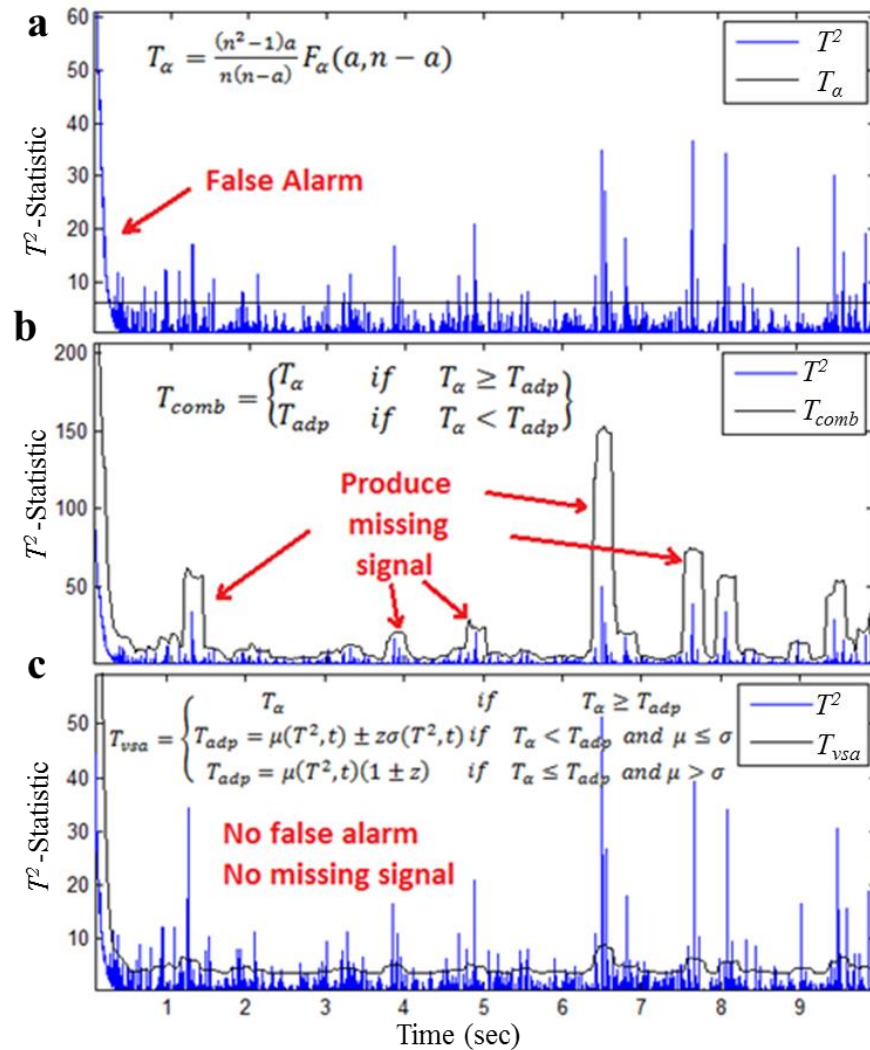 a
60
50
40
30
20
10
T² -Statistic
T_α = (n²−1)a / n(n−a) F_α(a, n − a)
T²
T_α
False Alarm
b
200
150
100
50
T² -Statistic
T_comb = {T_α if T_α ≥ T_adp}
{T_adp if T_α < T_adp}
T²
T_comb
Produce
missing
signal
c
50
40
30
20
10
T² -Statistic
T_vsa = { T_α if T_α ≥ T_adp
T_adp = μ(T², t) ± zσ(T², t) if T_α < T_adp and μ ≤ σ
T_adp = μ(T², t)(1 ± z) if T_α ≤ T_adp and μ > σ
T²
T_vsa
No false alarm
No missing signal
1 2 3 4 5 6 7 8 9
Time (sec)